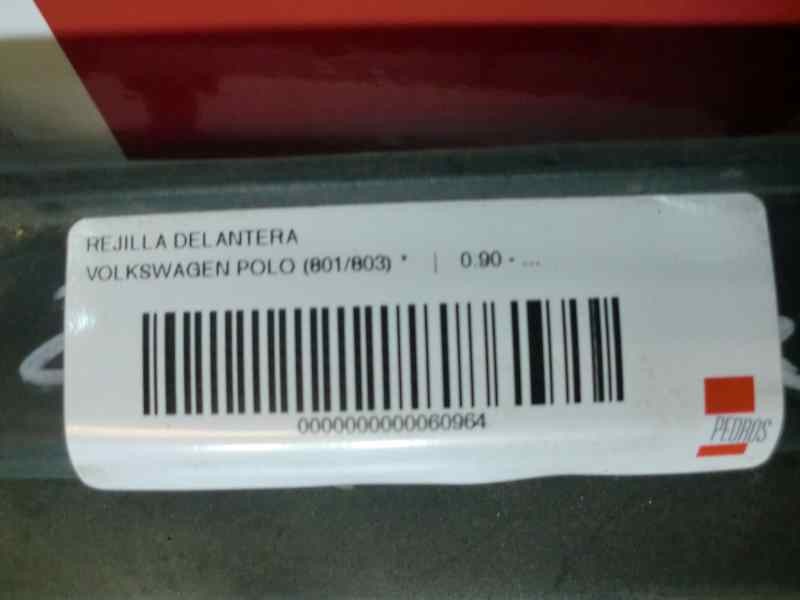 REJILLA DELANTERA
VOLKSWAGEN POLO (801/803) * | 0.90 - ...
0000000000060964
PEDROS